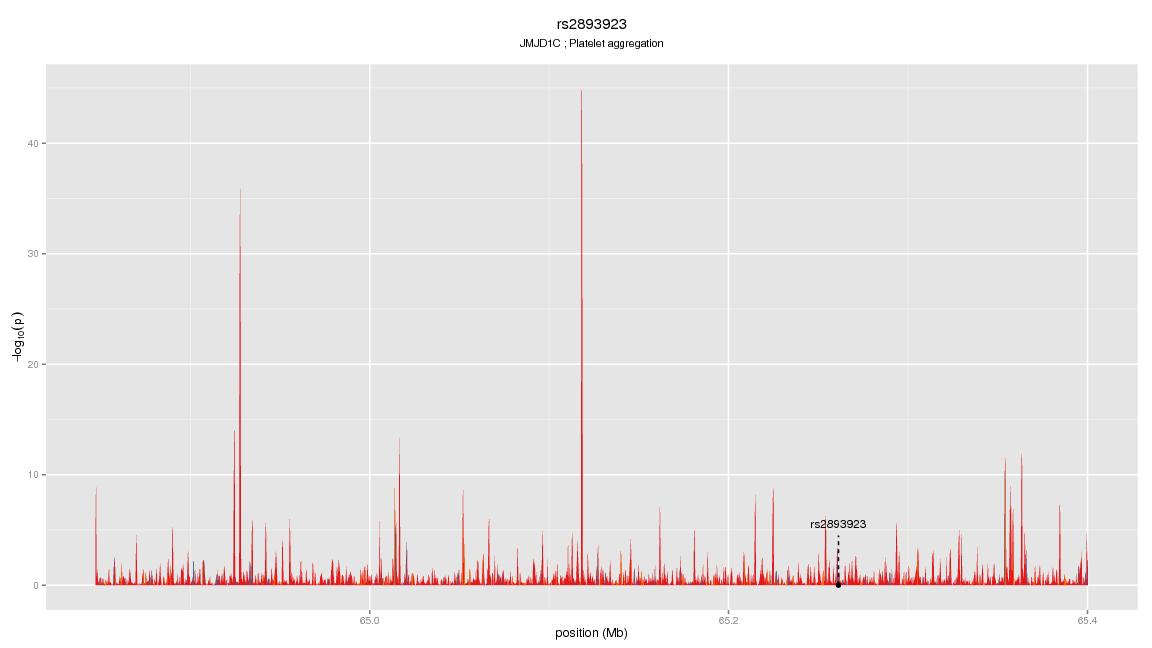 rs2893923
JMJD1C ; Platelet aggregation
40
30
20
10
0
−log10(p)
rs2893923
65.0
65.2
65.4
position (Mb)